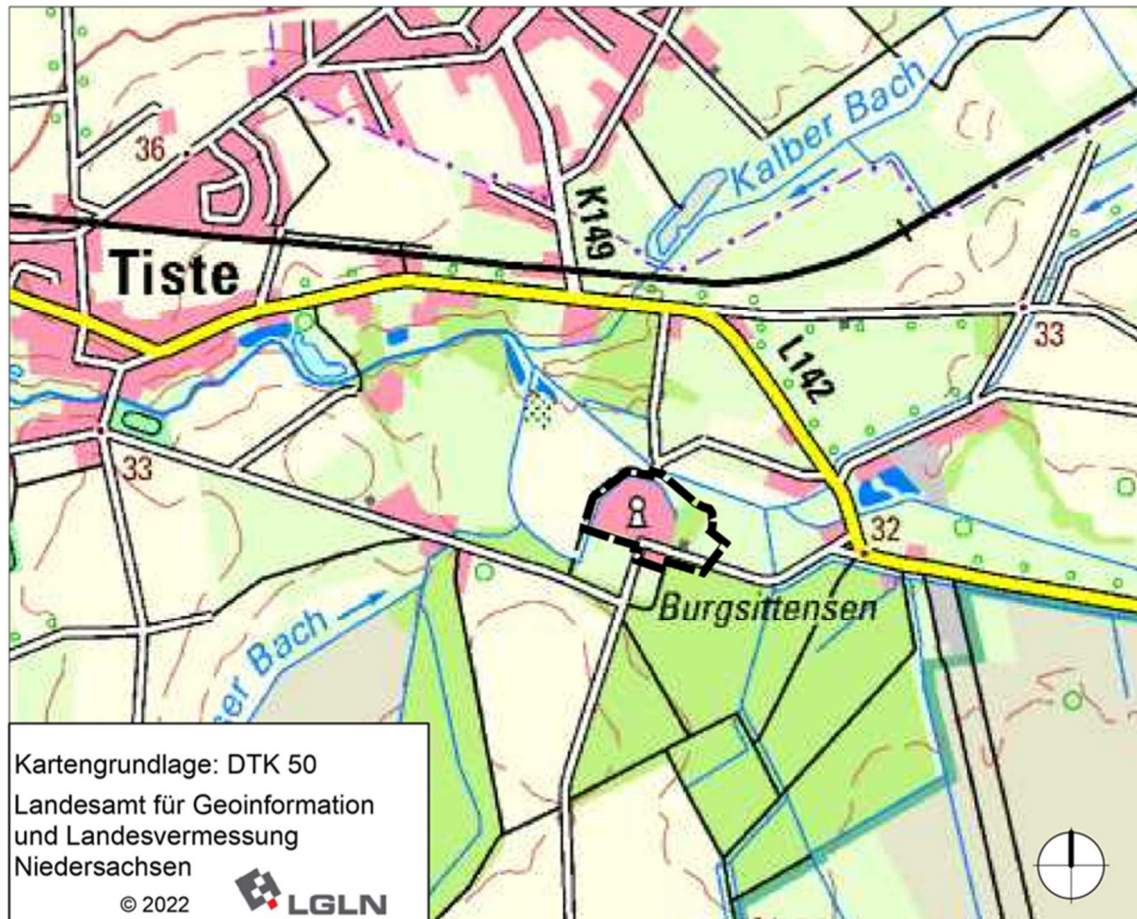 Kalber Bach
36
K149
Tiste
33
L142
33
32
Burgsittensen
ser Bach
Kartengrundlage: DTK 50
Landesamt für Geoinformation
und Landesvermessung
Niedersachsen
© 2022
LGLN